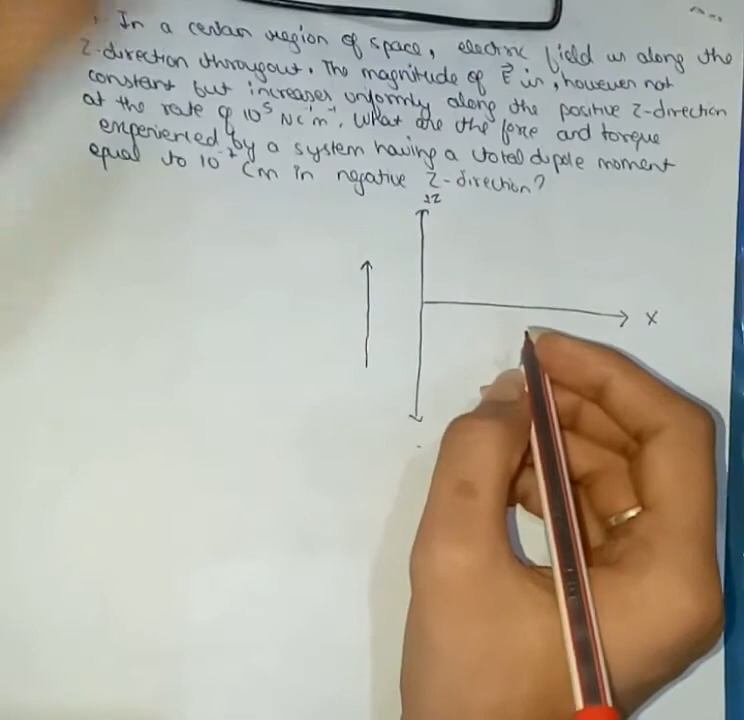 In a certain region of space, electric field is along the
Z-direction througout. The magnitude of E is, however not
constant but increases uniformly along the positive Z-direction
at the rate of 10⁵ NC⁻¹m⁻¹. What are the force and torque
experienced by a system having a total dipole moment
equal to 10⁻⁷ Cm in negative Z-direction?
X